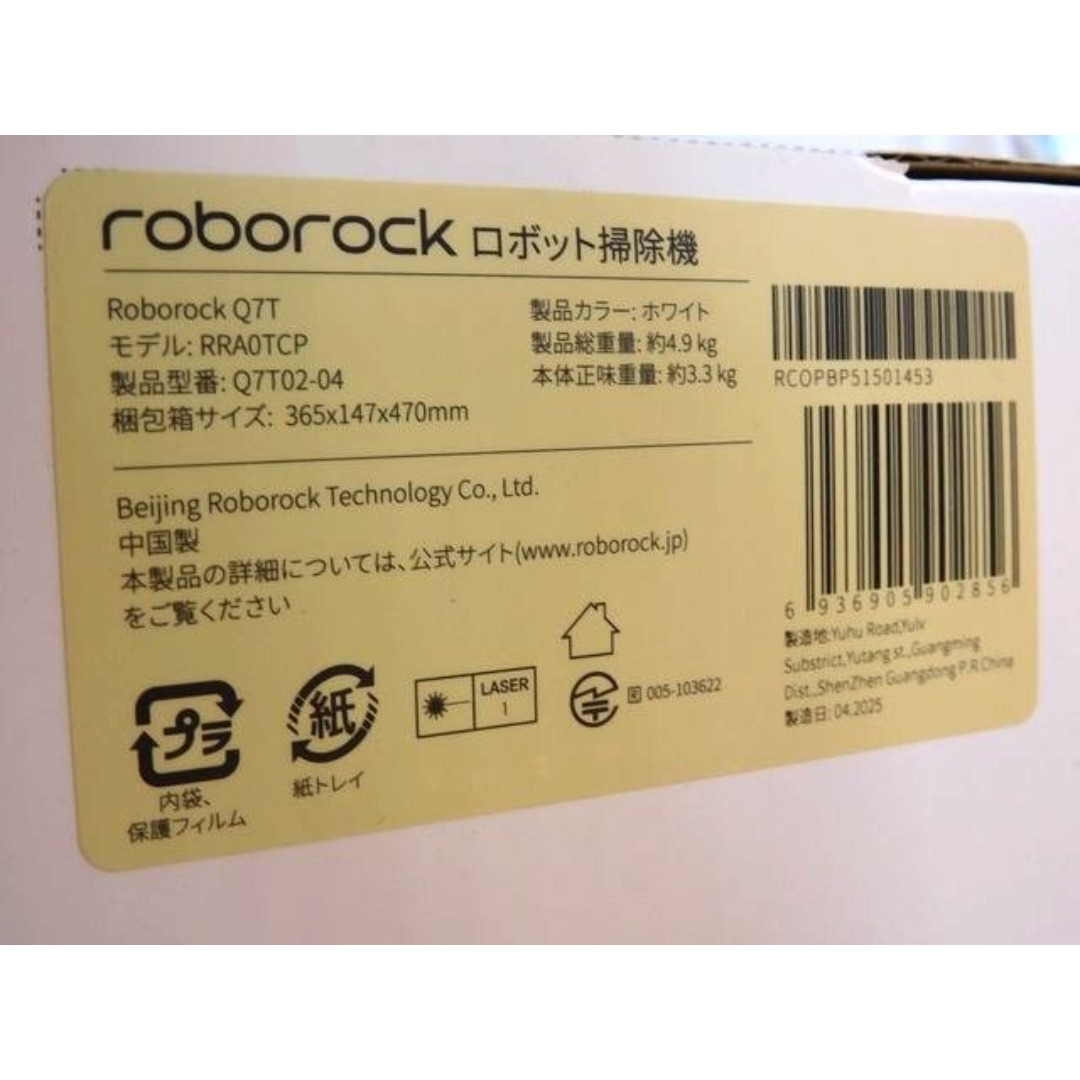 roborock ロボット掃除機
Roborock Q7T
モデル: RRA0TCP
製品型番: Q7T02-04
梱包箱サイズ: 365x147x470mm
製品カラー: ホワイト
製品総重量: 約4.9 kg
本体正味重量: 約3.3 kg
Beijing Roborock Technology Co., Ltd.
中国製
本製品の詳細については、公式サイト(www.roborock.jp)
をご覧ください
プラ
内袋、
保護フィルム
紙
紙トレイ
LASER
1
R 005-103622
RCOPBP51501453
6 936905 902856
製造地:Yuhu Road,Yulv
Substrict,Yutang st.,Guangming
Dist.,ShenZhen Guangdong P.R.China
製造日: 04.2025